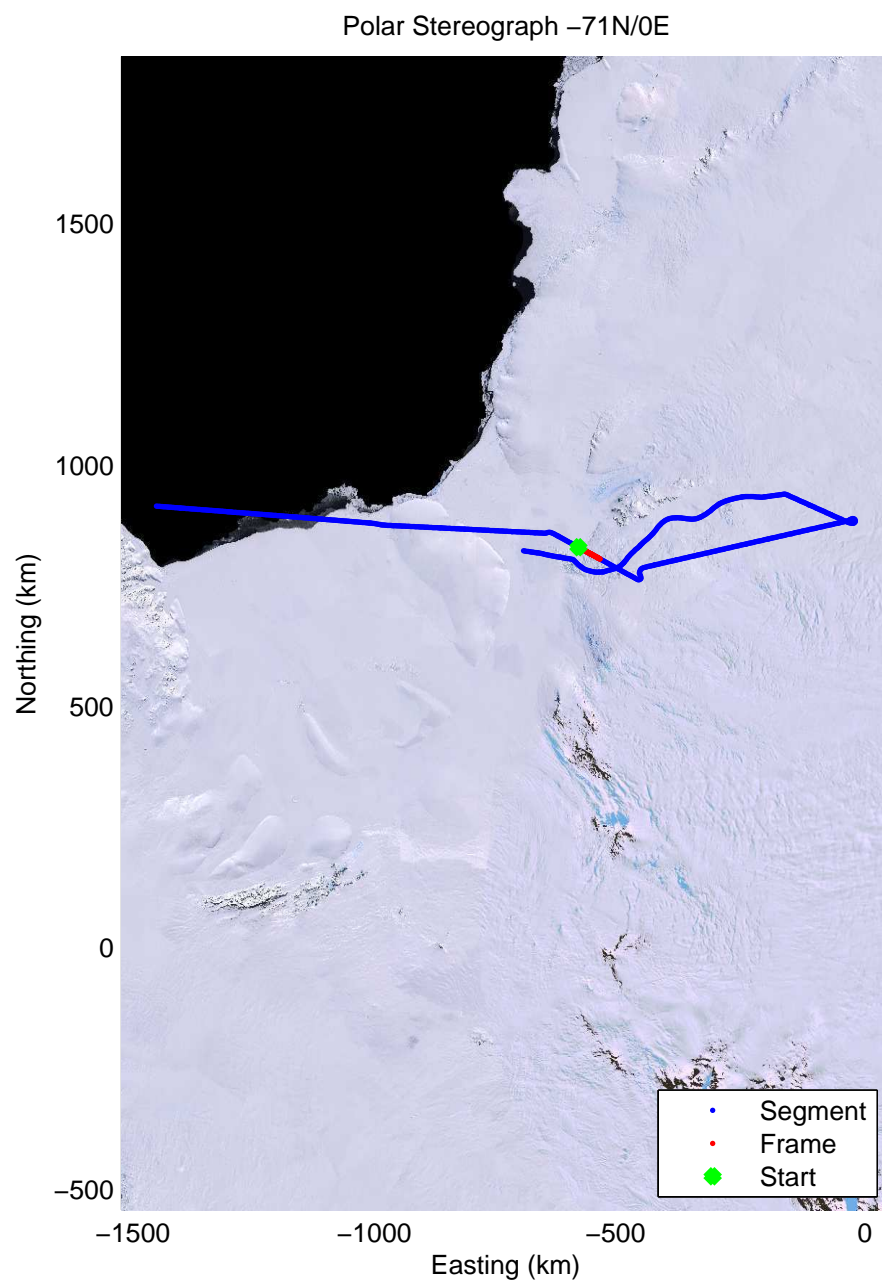 Polar Stereograph −71N/0E
1500
1000
500
0
−500
Northing (km)
−1500
−1000
−500
0
Easting (km)
Segment
Frame
Start